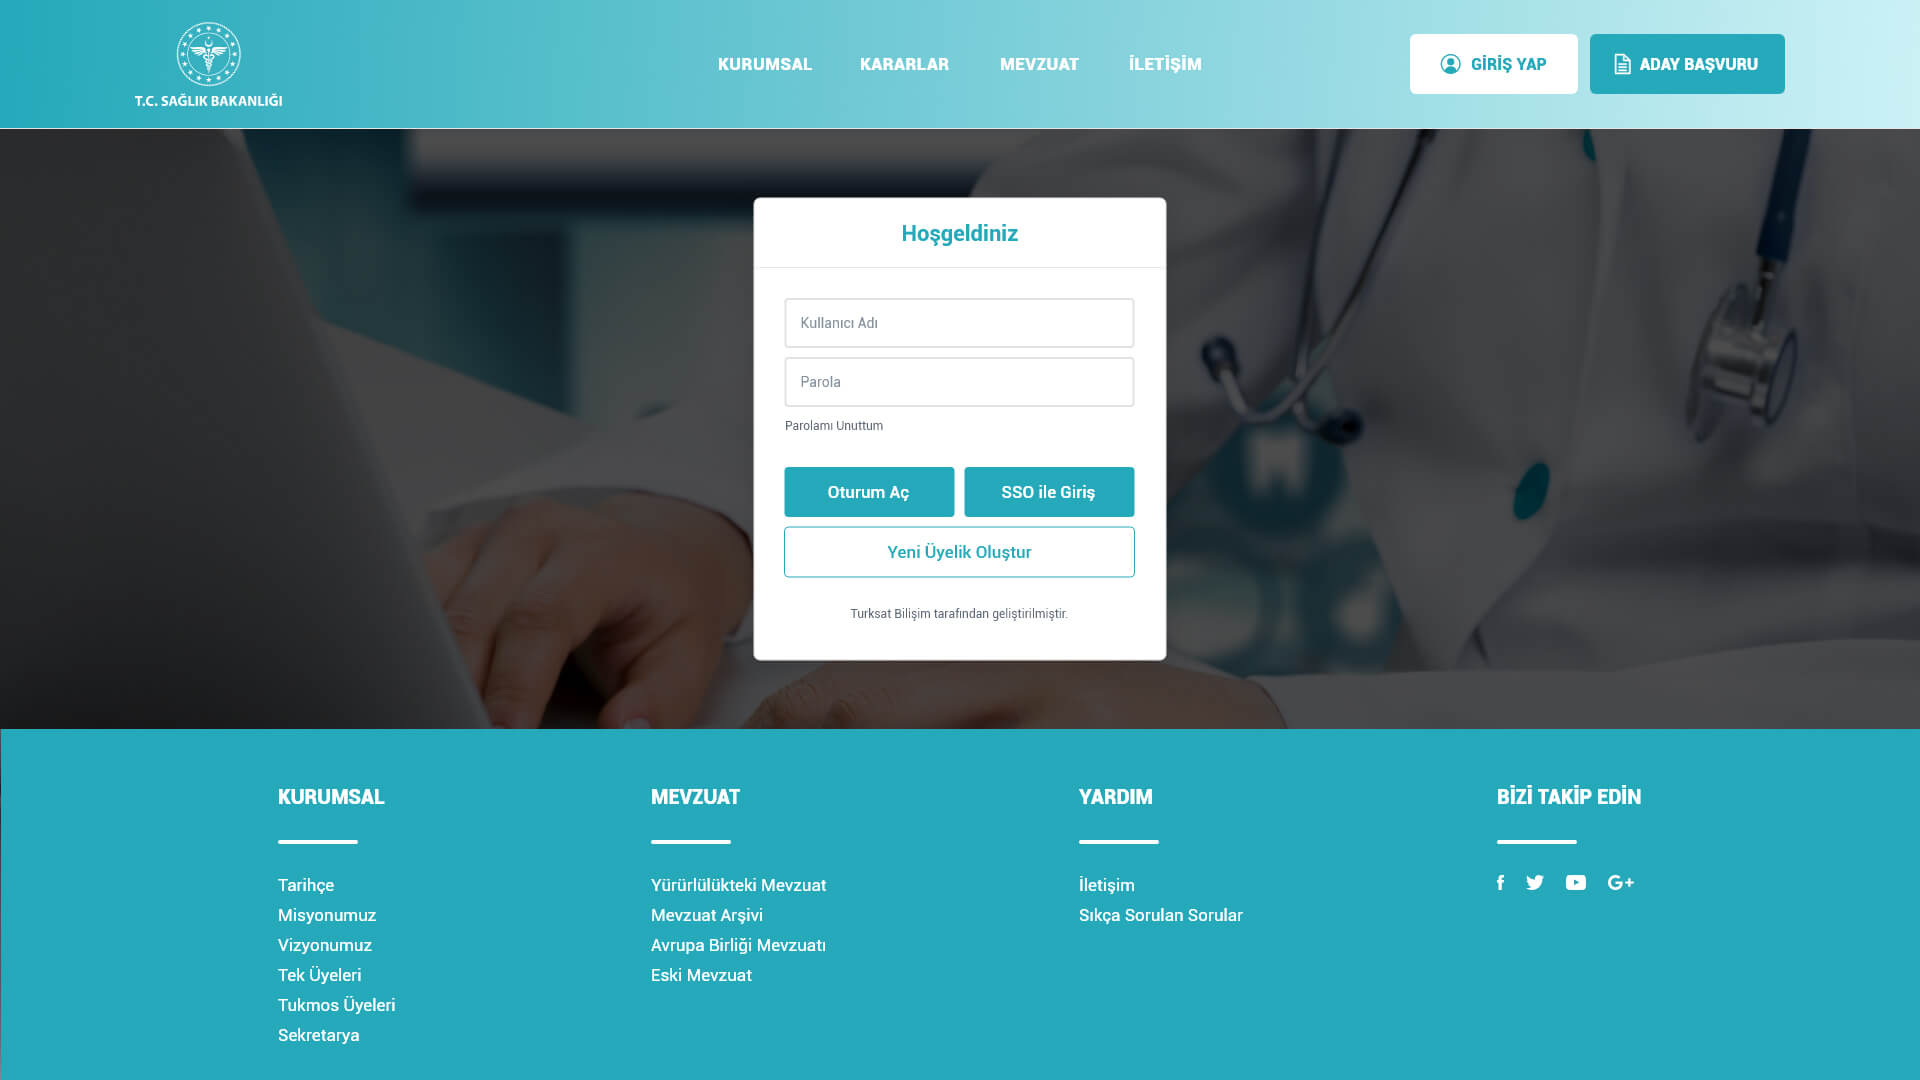 T.C. SAĞLIK BAKANLIĞI
KURUMSAL
KARARLAR
MEVZUAT
İLETİŞİM
GİRİŞ YAP
ADAY BAŞVURU
Hoşgeldiniz
Kullanıcı Adı
Parola
Parolamı Unuttum
Oturum Aç
SSO ile Giriş
Yeni Üyelik Oluştur
Turksat Bilişim tarafından geliştirilmiştir.
KURUMSAL
Tarihçe
Misyonumuz
Vizyonumuz
Tek Üyeleri
Tukmos Üyeleri
Sekretarya
MEVZUAT
Yürürlülükteki Mevzuat
Mevzuat Arşivi
Avrupa Birliği Mevzuatı
Eski Mevzuat
YARDIM
İletişim
Sıkça Sorulan Sorular
BİZİ TAKİP EDİN